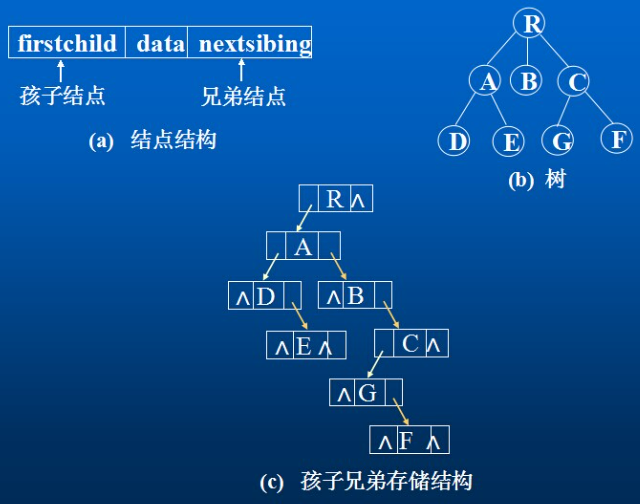 firstchild data nextsibing
孩子结点 兄弟结点
(a) 结点结构
R
A B C
D E G F
(b) 树
R ∧
A
∧ D ∧ B
∧ E ∧ C ∧
∧ G
∧ F ∧
(c) 孩子兄弟存储结构